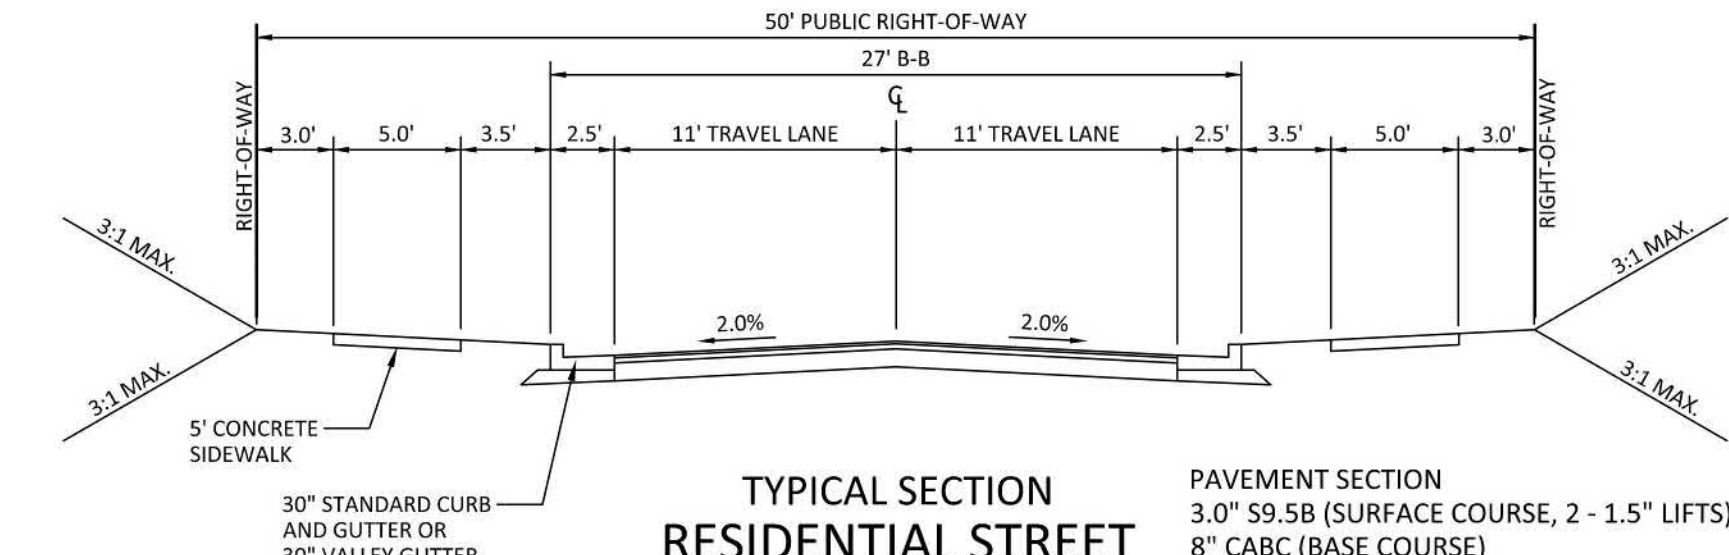 50' PUBLIC RIGHT-OF-WAY
27' B-B
CL
RIGHT-OF-WAY
3.0'
5.0'
3.5'
2.5'
11' TRAVEL LANE
11' TRAVEL LANE
2.5'
3.5'
5.0'
3.0'
RIGHT-OF-WAY
3:1 MAX.
3:1 MAX.
2.0%
2.0%
3:1 MAX.
3:1 MAX.
5' CONCRETE
SIDEWALK
30" STANDARD CURB
AND GUTTER OR
30" VALLEY GUTTER
TYPICAL SECTION
RESIDENTIAL STREET
PAVEMENT SECTION
3.0" S9.5B (SURFACE COURSE, 2 - 1.5" LIFTS)
8" CABC (BASE COURSE)